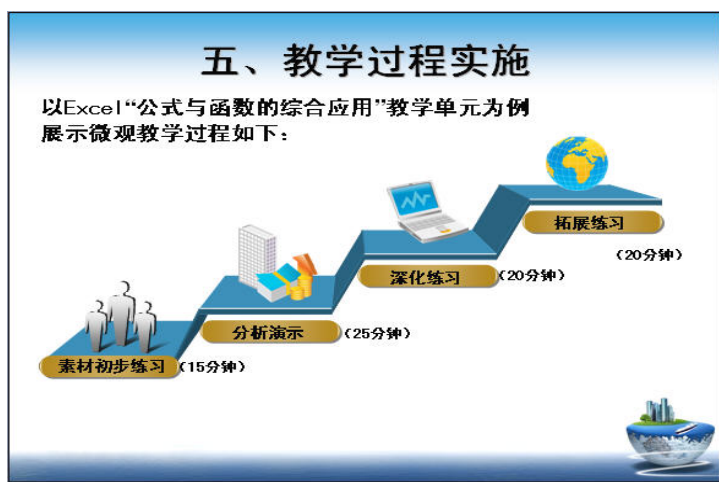 五、教学过程实施
以Excel“公式与函数的综合应用”教学单元为例
展示微观教学过程如下：
拓展练习
（20分钟）
深化练习 （20分钟）
分析演示 （25分钟）
素材初步练习 （15分钟）